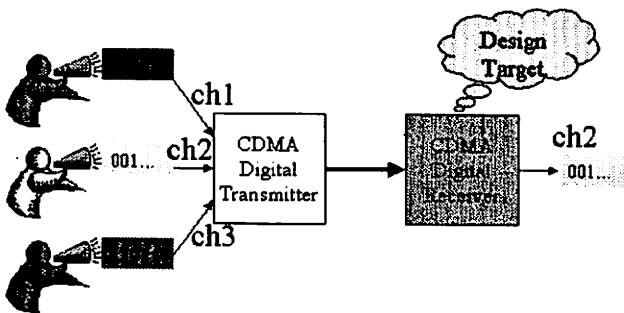 Design
Target
ch1
ch2
001...
CDMA
Digital
Transmitter
CDMA
Digital
Receiver
ch2
001...
ch3